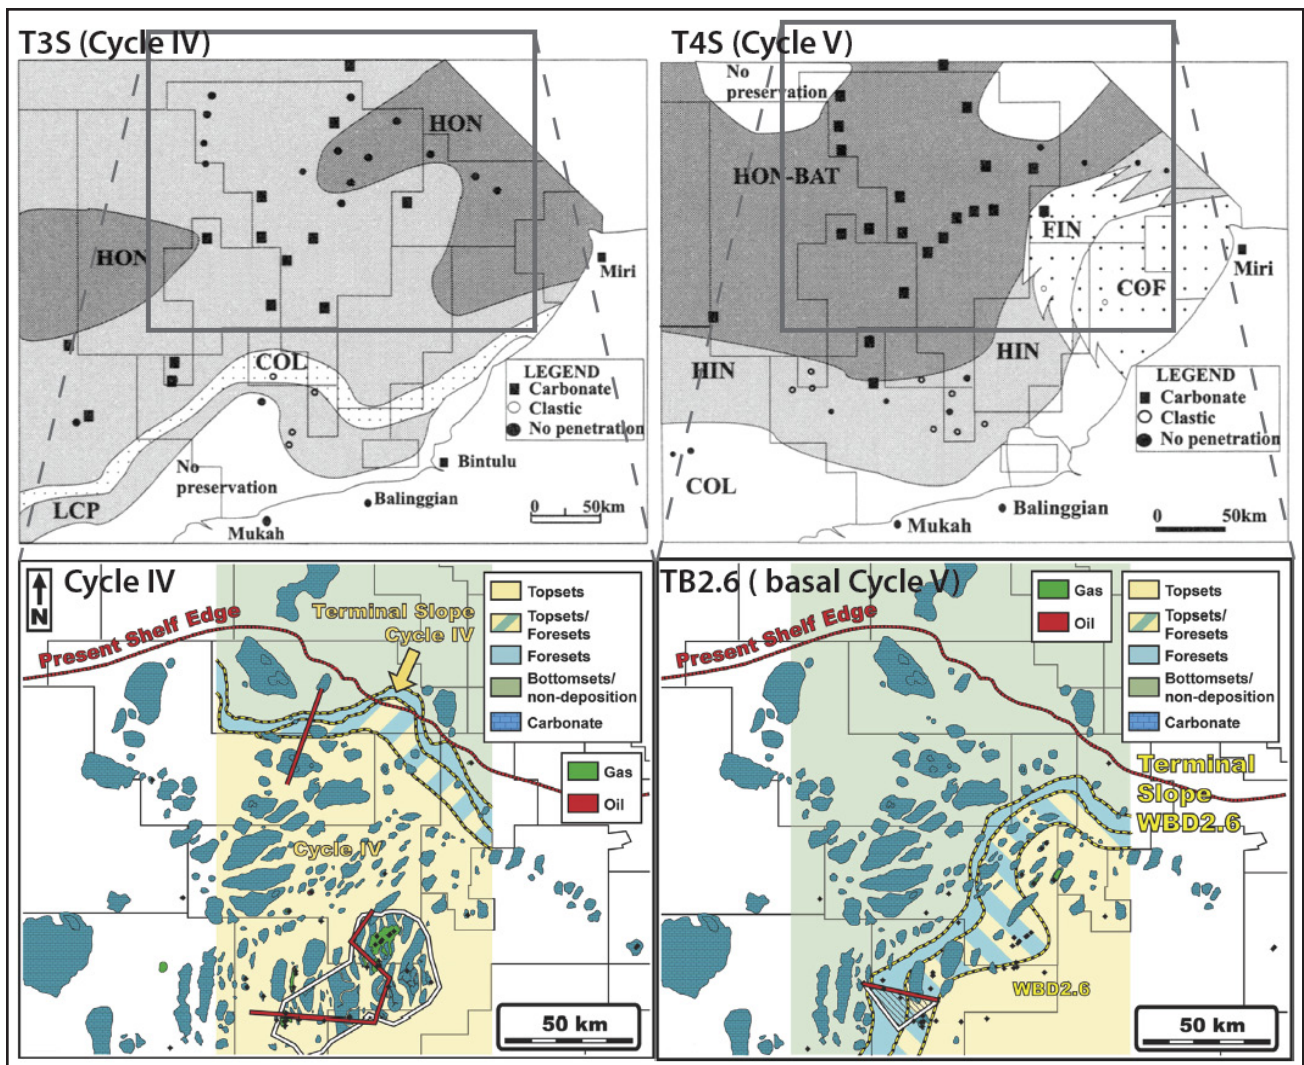 T3S (Cycle IV)
HON
HON
Miri
COL
LEGEND
Carbonate
Clastic
No penetration
No
preservation
Bintulu
LCP
Balinggian
0 50km
Mukah
T4S (Cycle V)
No
preservation
HON-BAT
FIN
Miri
COF
HIN
HIN
LEGEND
Carbonate
Clastic
No penetration
COL
Balinggian
Mukah
0 50km
Cycle IV
N
Present Shelf Edge
Terminal Slope
Cycle IV
Topsets
Topsets/
Foresets
Foresets
Bottomsets/
non-deposition
Carbonate
Gas
Oil
Cycle IV
50 km
TB2.6 ( basal Cycle V)
Gas
Oil
Topsets
Topsets/
Foresets
Foresets
Bottomsets/
non-deposition
Carbonate
Present Shelf Edge
Terminal
Slope
WBD2.6
WBD2.6
50 km